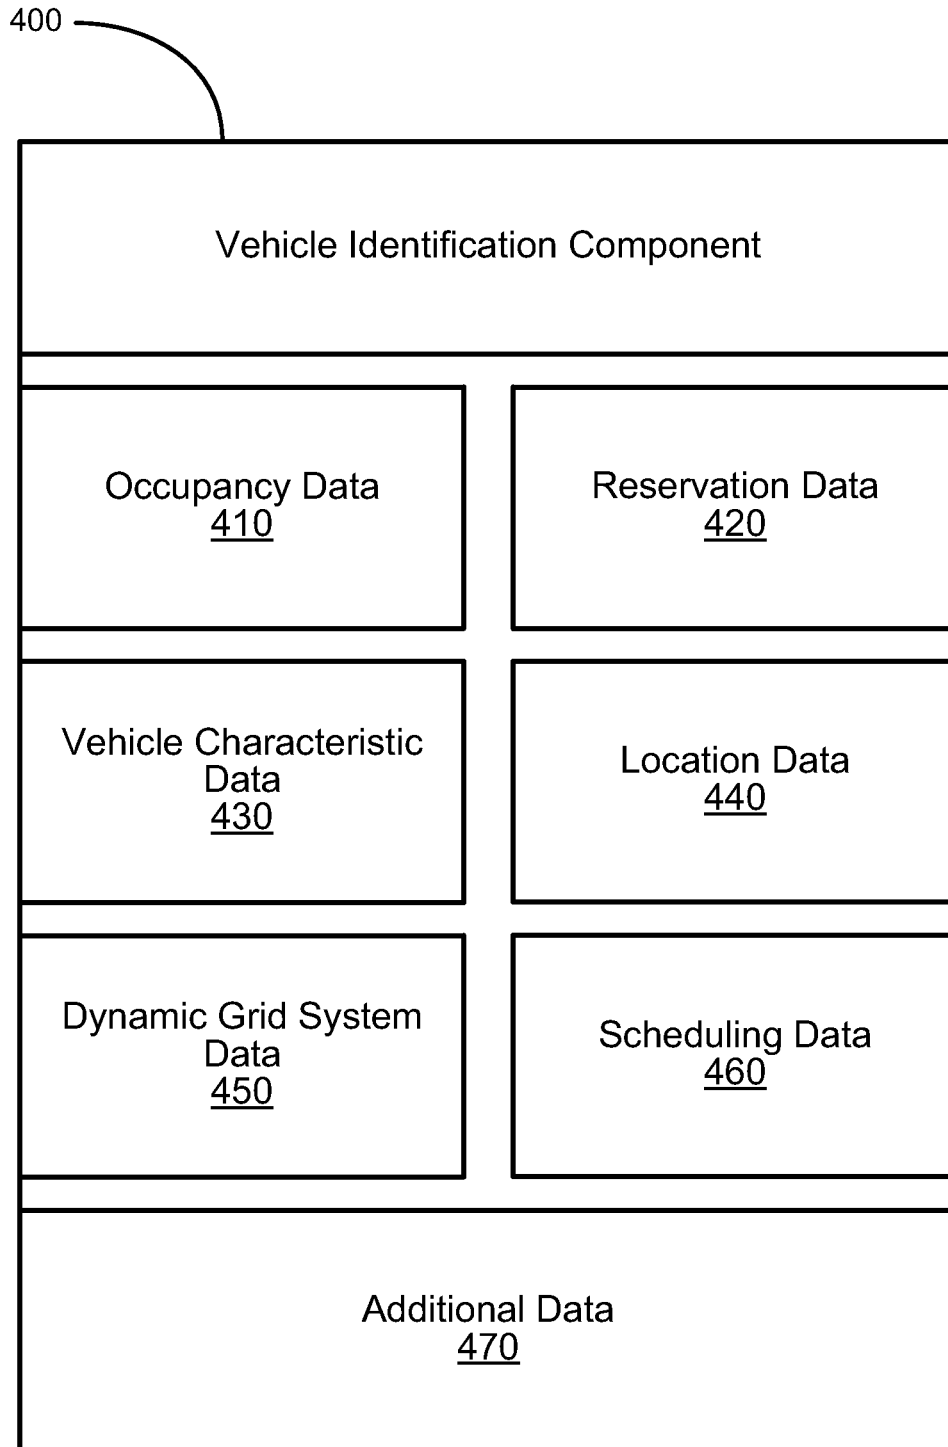 400
Vehicle Identification Component
Occupancy Data
410
Reservation Data
420
Vehicle Characteristic
Data
430
Location Data
440
Dynamic Grid System
Data
450
Scheduling Data
460
Additional Data
470